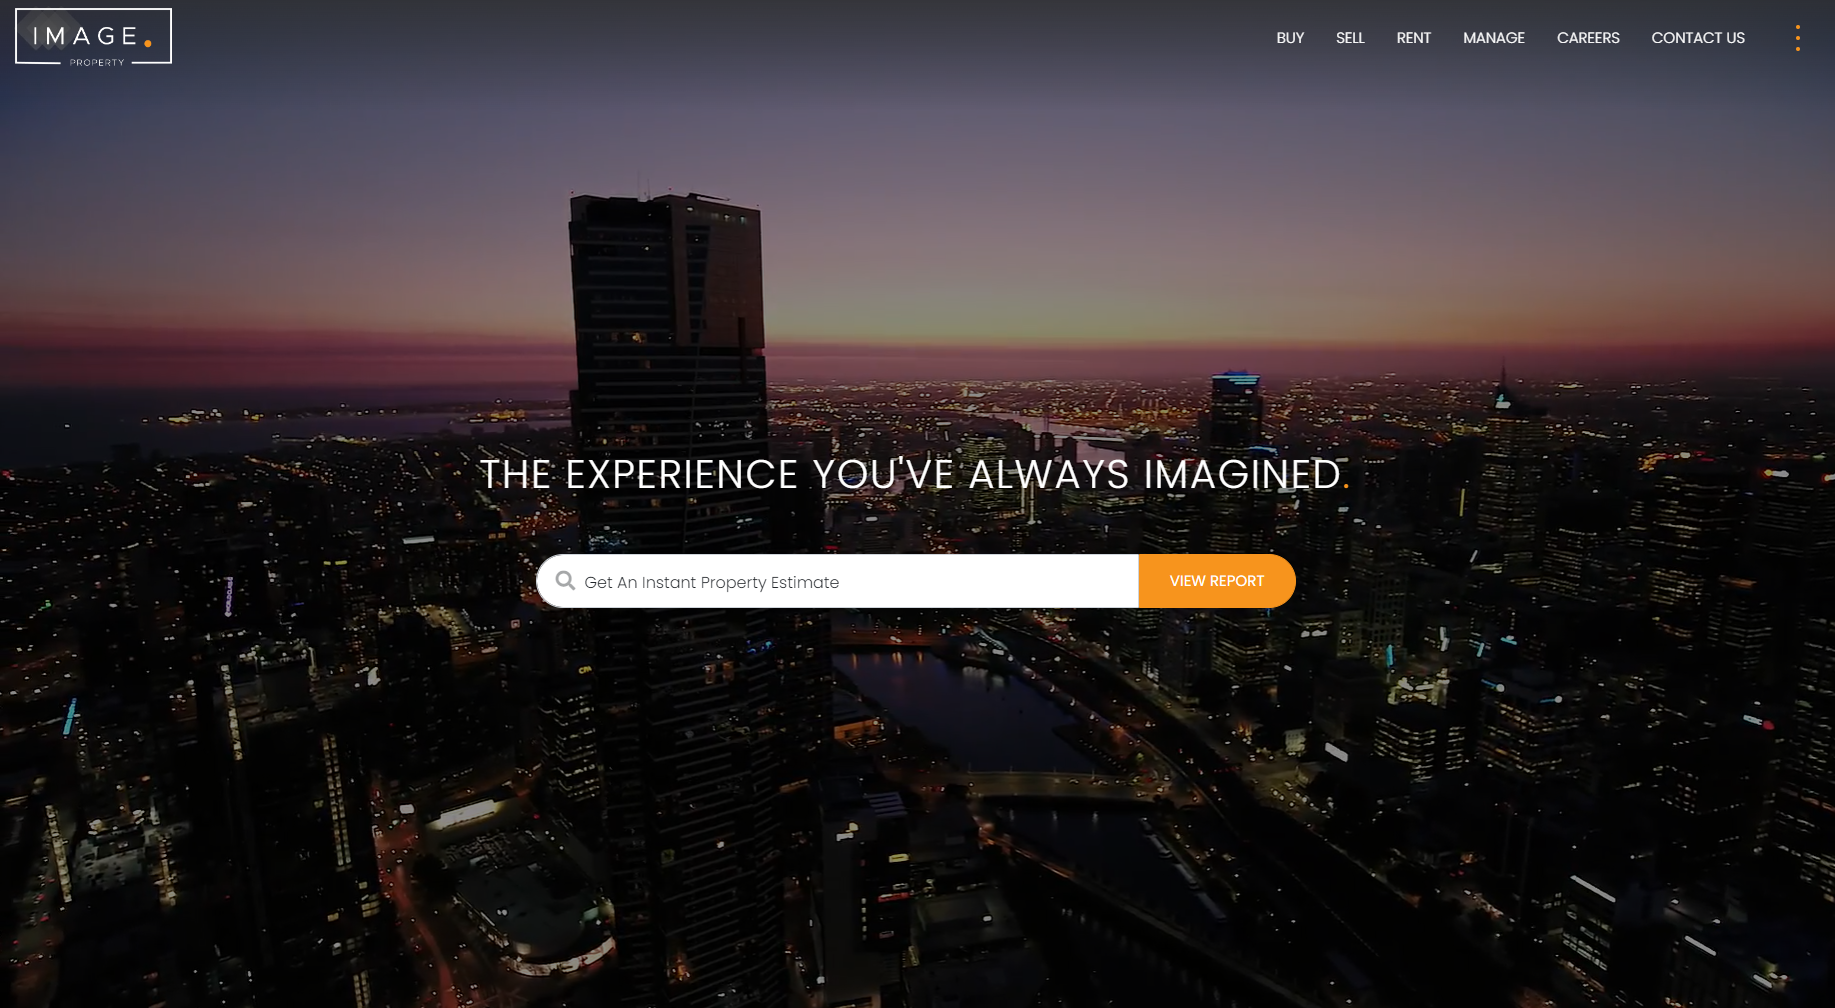 IMAGE.
PROPERTY
BUY SELL RENT MANAGE CAREERS CONTACT US
THE EXPERIENCE YOU'VE ALWAYS IMAGINED.
Get An Instant Property Estimate
VIEW REPORT